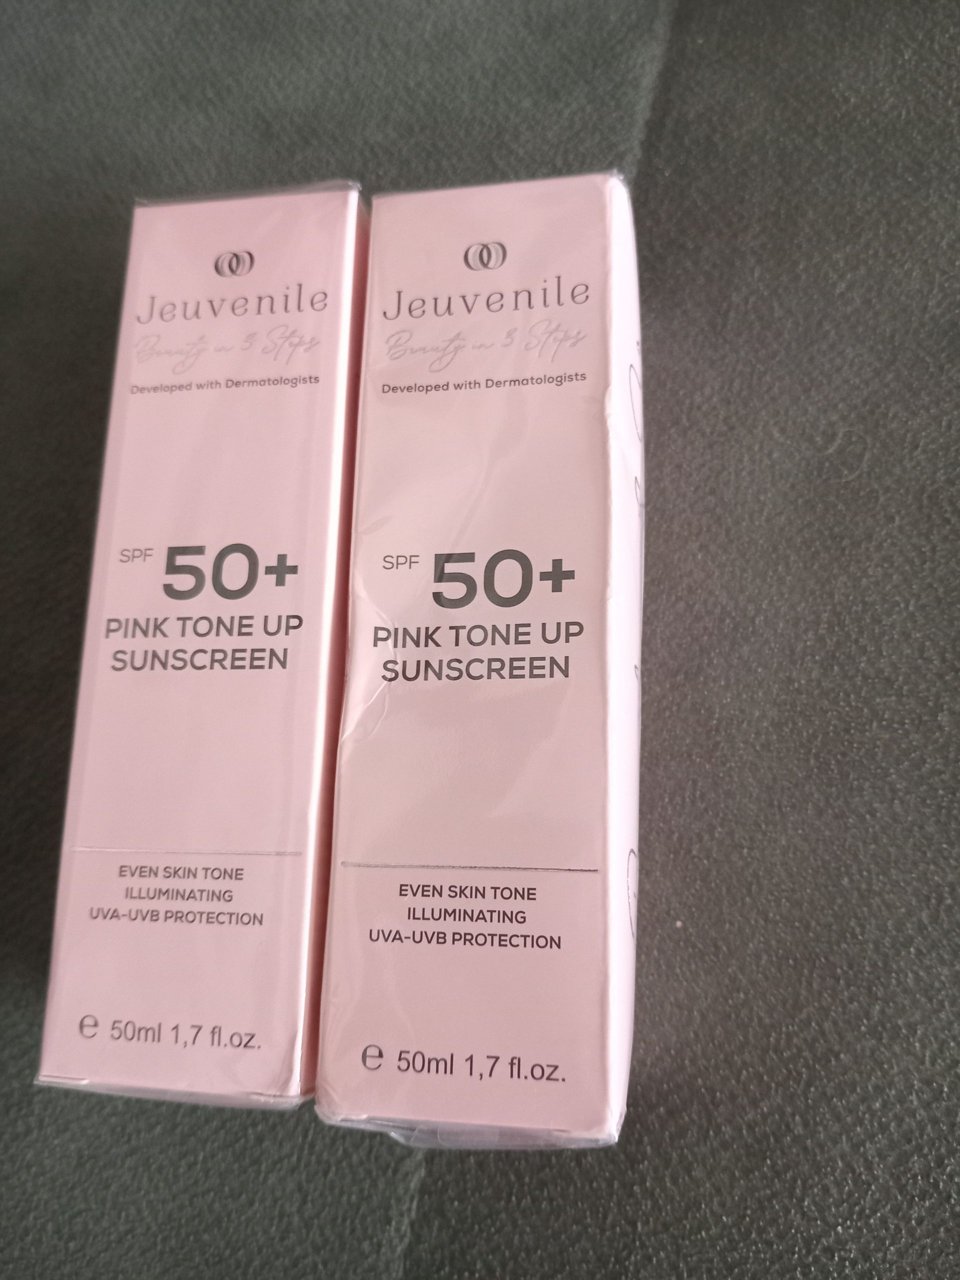 Jeuvenile
Beauty in 3 Steps
Developed with Dermatologists
SPF 50+
PINK TONE UP
SUNSCREEN
EVEN SKIN TONE
ILLUMINATING
UVA-UVB PROTECTION
e 50ml 1,7 fl.oz.
Jeuvenile
Beauty in 3 Steps
Developed with Dermatologists
SPF 50+
PINK TONE UP
SUNSCREEN
EVEN SKIN TONE
ILLUMINATING
UVA-UVB PROTECTION
e 50ml 1,7 fl.oz.